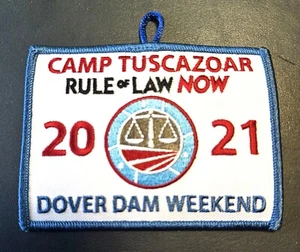 CAMP TUSCAZOAR
RULE OF LAW NOW
20 21
DOVER DAM WEEKEND